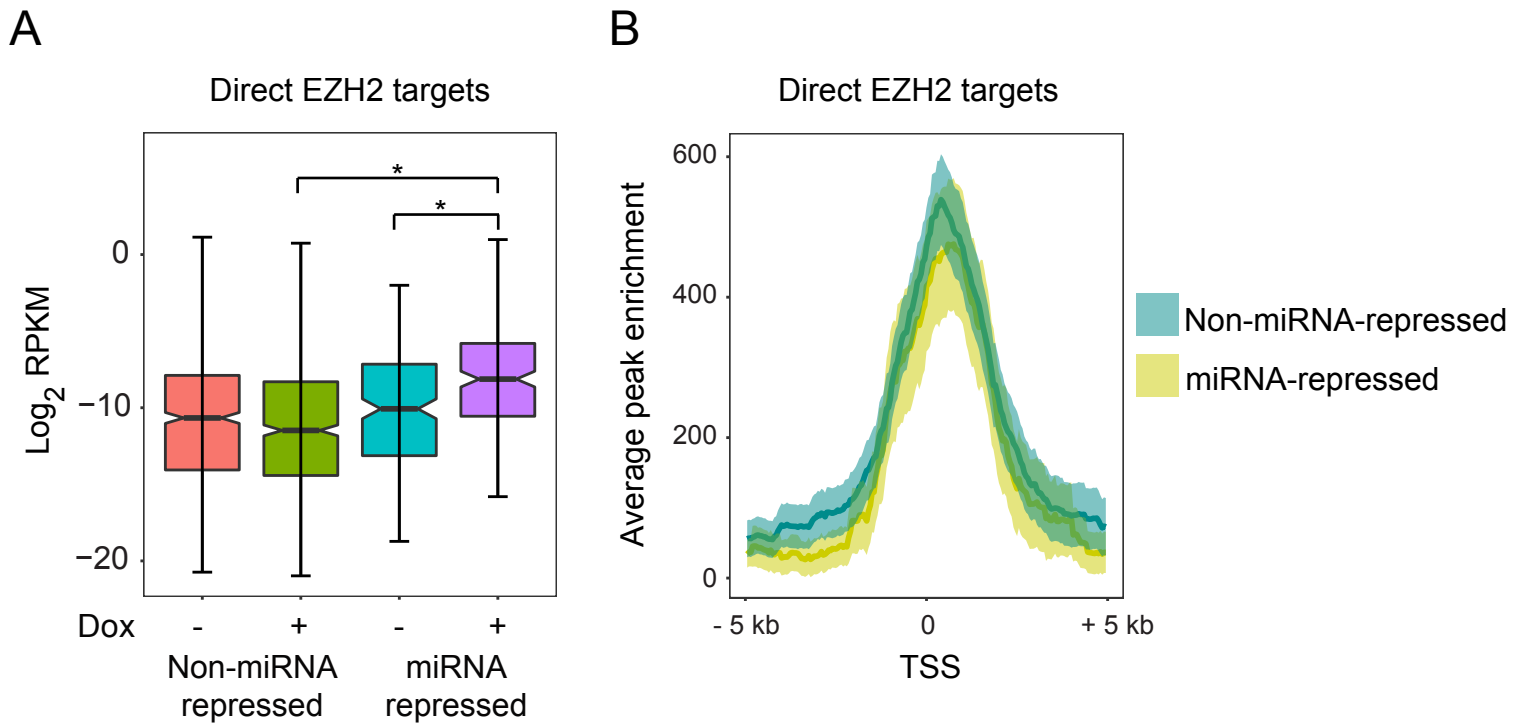 A
Direct EZH2 targets
*
*
Log2 RPKM
0
−10
−20
Dox
- + - +
Non-miRNA
repressed
miRNA
repressed
B
Direct EZH2 targets
Average peak enrichment
600
400
200
0
- 5 kb 0 + 5 kb
TSS
Non-miRNA-repressed
miRNA-repressed